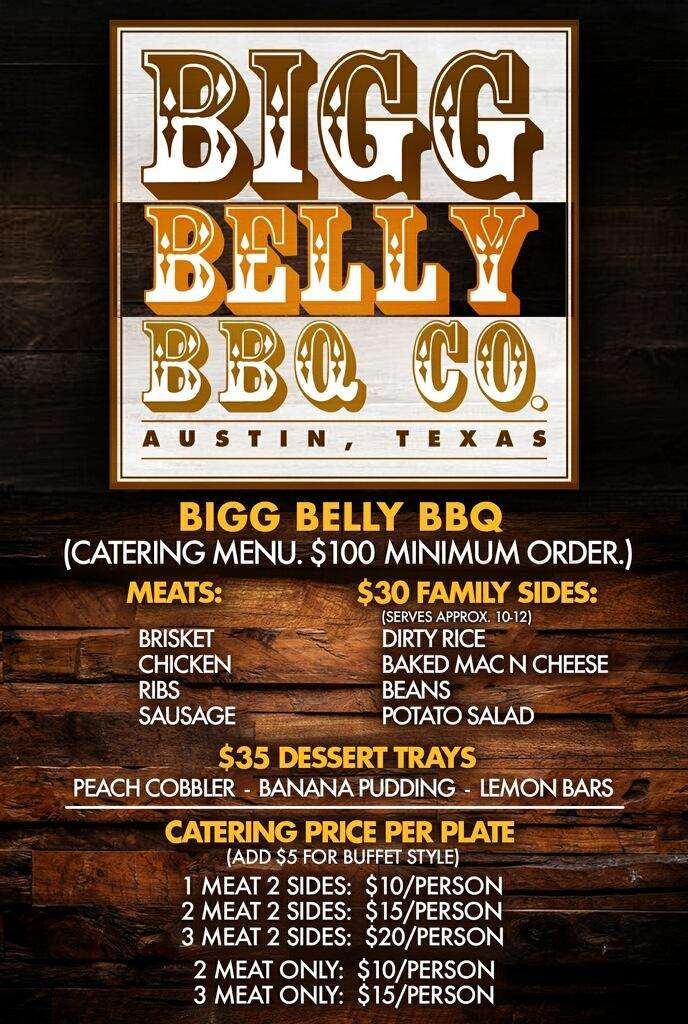 BIGG
BELLY
BBQ CO.
AUSTIN, TEXAS
BIGG BELLY BBQ
(CATERING MENU. $100 MINIMUM ORDER.)
MEATS:
BRISKET
CHICKEN
RIBS
SAUSAGE
$30 FAMILY SIDES:
(SERVES APPROX. 10-12)
DIRTY RICE
BAKED MAC N CHEESE
BEANS
POTATO SALAD
$35 DESSERT TRAYS
PEACH COBBLER - BANANA PUDDING - LEMON BARS
CATERING PRICE PER PLATE
(ADD $5 FOR BUFFET STYLE)
1 MEAT 2 SIDES: $10/PERSON
2 MEAT 2 SIDES: $15/PERSON
3 MEAT 2 SIDES: $20/PERSON
2 MEAT ONLY: $10/PERSON
3 MEAT ONLY: $15/PERSON